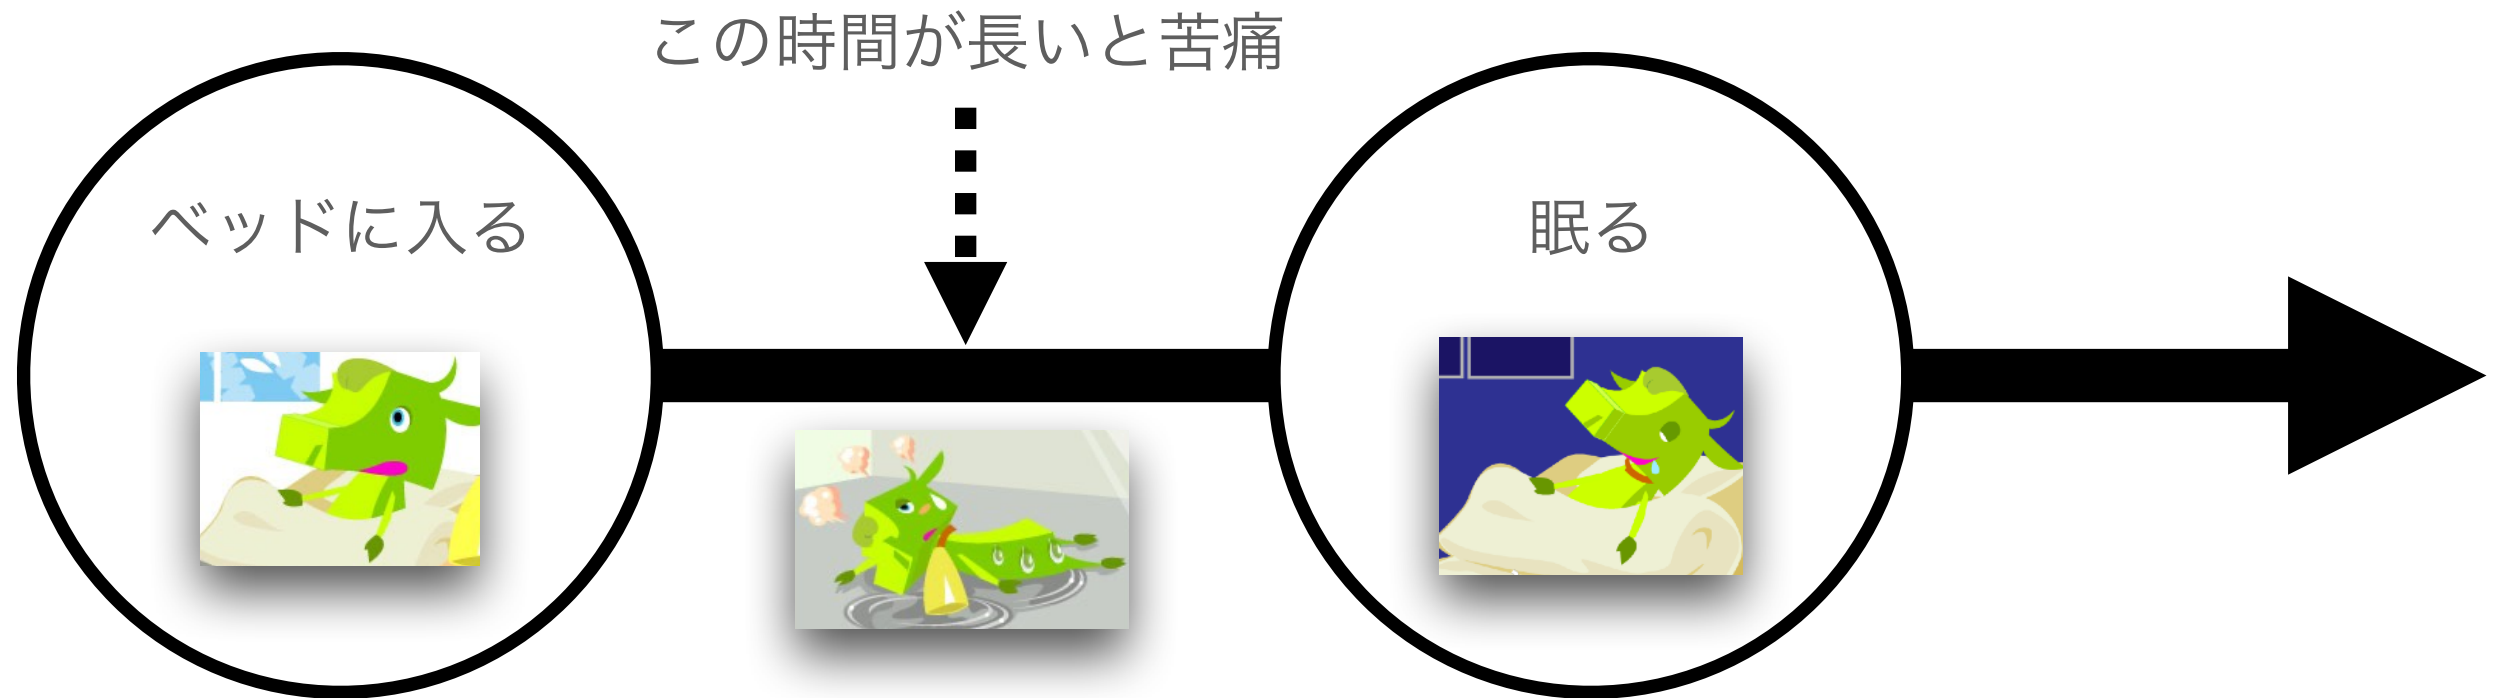 この時間が長いと苦痛
ベッドに入る
眠る